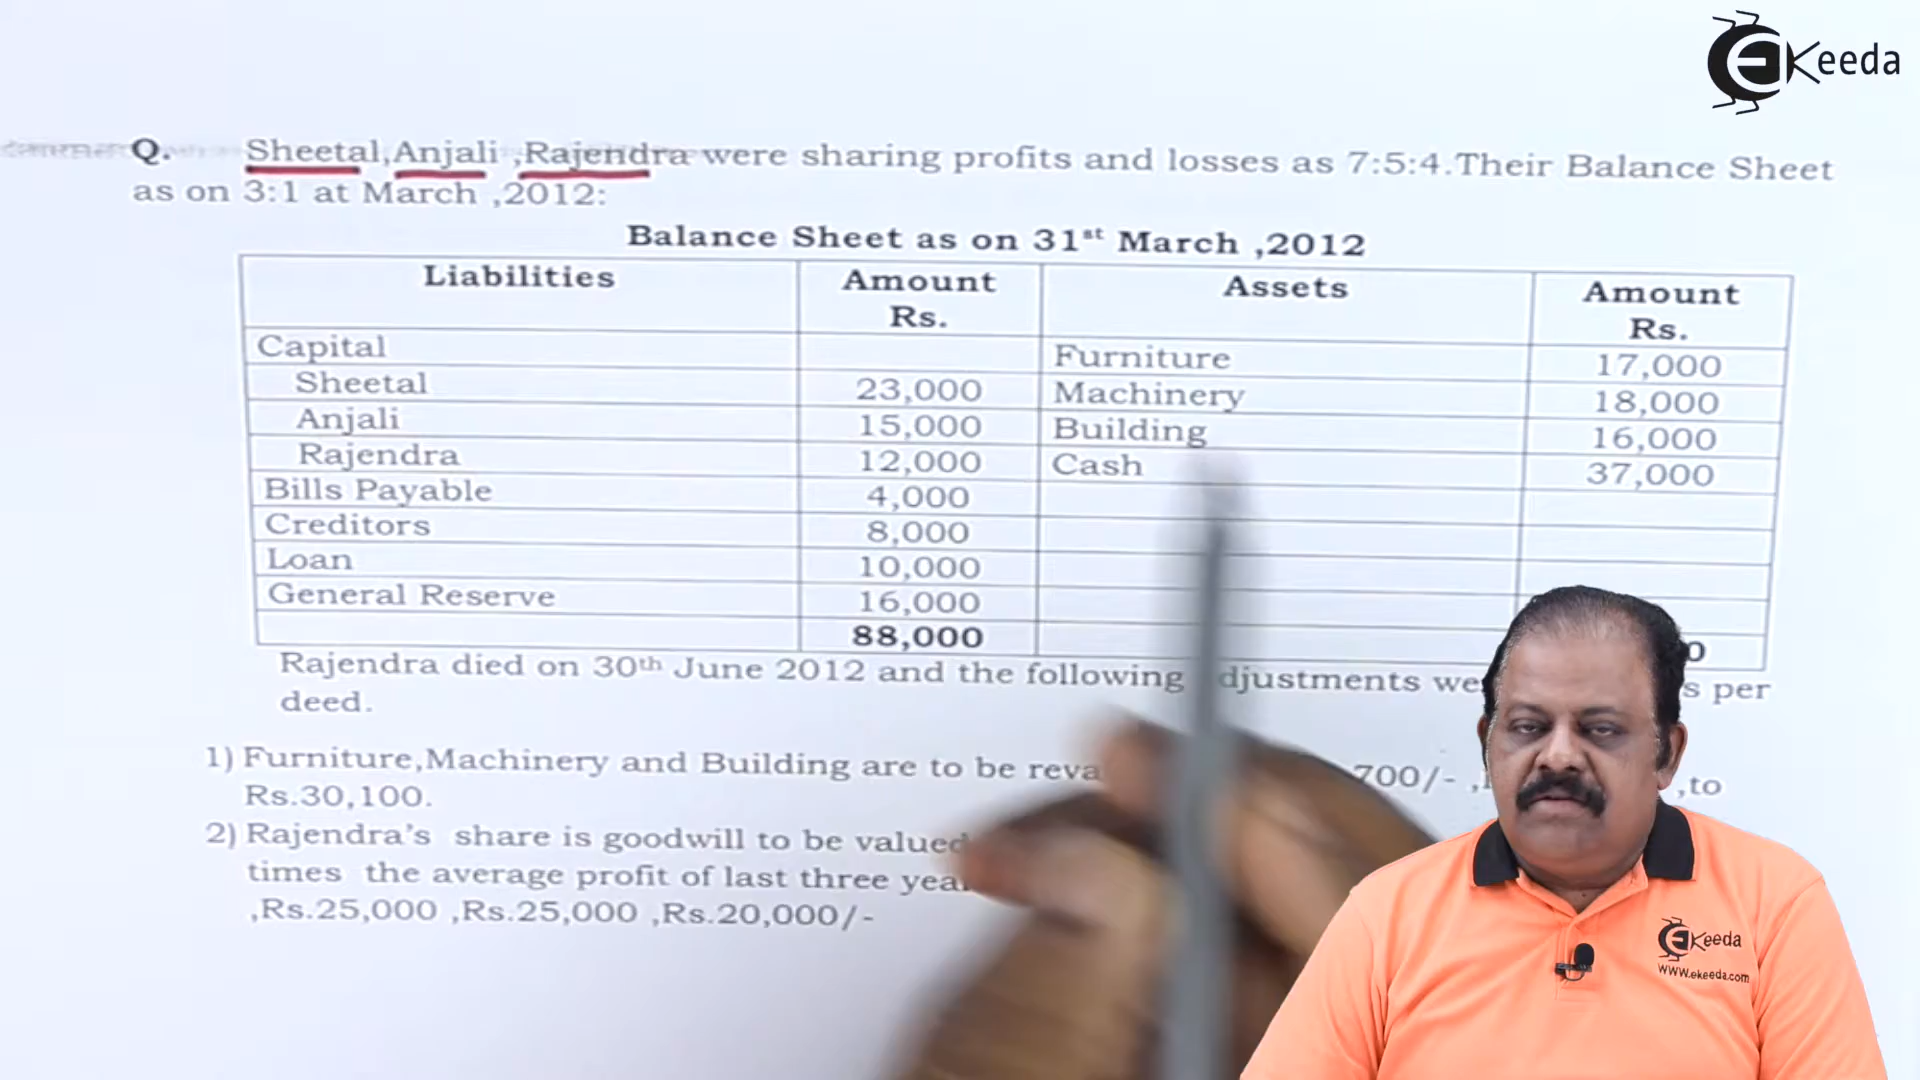 EKeeda
Q. Sheetal,Anjali ,Rajendra were sharing profits and losses as 7:5:4.Their Balance Sheet
as on 3:1 at March ,2012:
Balance Sheet as on 31st March ,2012
Liabilities Amount Rs. Assets Amount Rs.
Capital Furniture 17,000
Sheetal 23,000 Machinery 18,000
Anjali 15,000 Building 16,000
Rajendra 12,000 Cash 37,000
Bills Payable 4,000
Creditors 8,000
Loan 10,000
General Reserve 16,000
88,000 0
Rajendra died on 30th June 2012 and the following djustments we s per
deed.
1) Furniture,Machinery and Building are to be reva 700/- , ,to
Rs.30,100.
2) Rajendra's share is goodwill to be valued
times the average profit of last three yea
,Rs.25,000 ,Rs.25,000 ,Rs.20,000/-
EKeeda
www.ekeeda.com